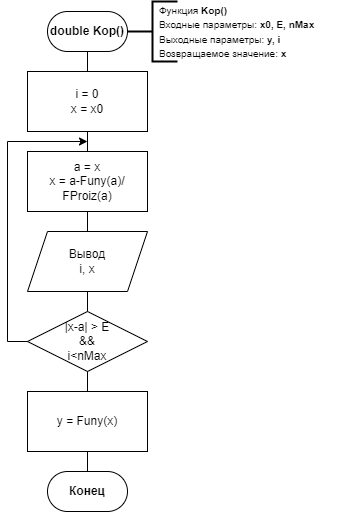 double Kop()
Функция Kop()
Входные параметры: x0, E, nMax
Выходные параметры: y, i
Возвращаемое значение: x
i = 0
x = x0
a = x
x = a-Funy(a)/
FProiz(a)
Вывод
i, x
|x-a| > E
&&
i<nMax
y = Funy(x)
Конец